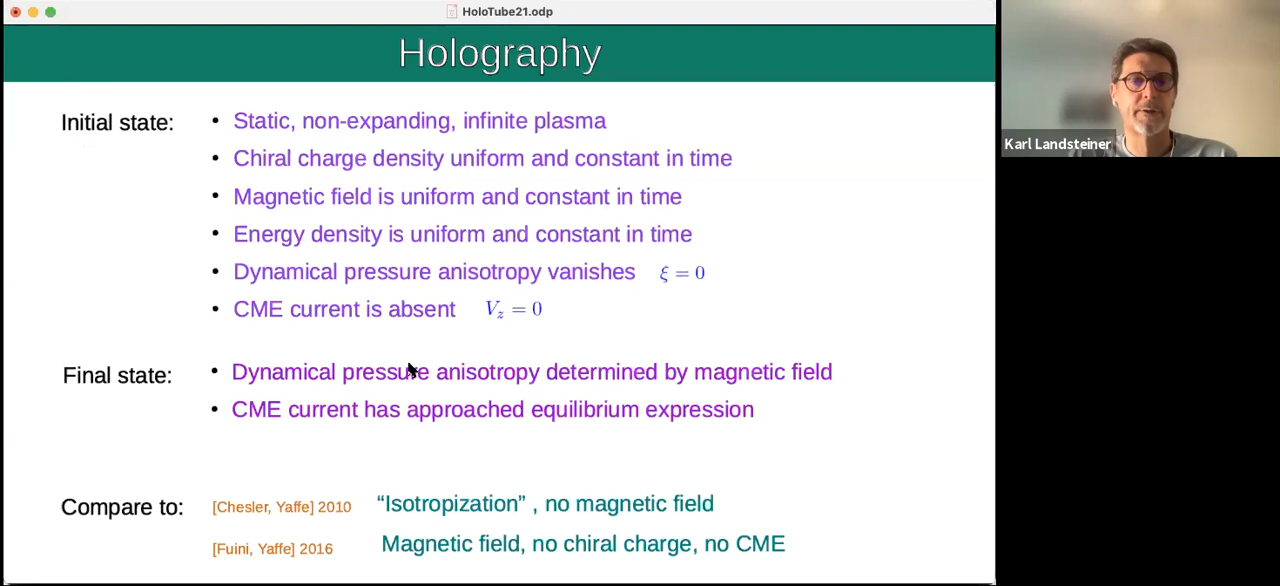 HoloTube21.odp
Holography
Karl Landsteiner
Initial state:
• Static, non-expanding, infinite plasma
• Chiral charge density uniform and constant in time
• Magnetic field is uniform and constant in time
• Energy density is uniform and constant in time
• Dynamical pressure anisotropy vanishes ξ = 0
• CME current is absent V_z = 0
Final state:
• Dynamical pressure anisotropy determined by magnetic field
• CME current has approached equilibrium expression
Compare to:
[Chesler, Yaffe] 2010 “Isotropization” , no magnetic field
[Fuini, Yaffe] 2016 Magnetic field, no chiral charge, no CME